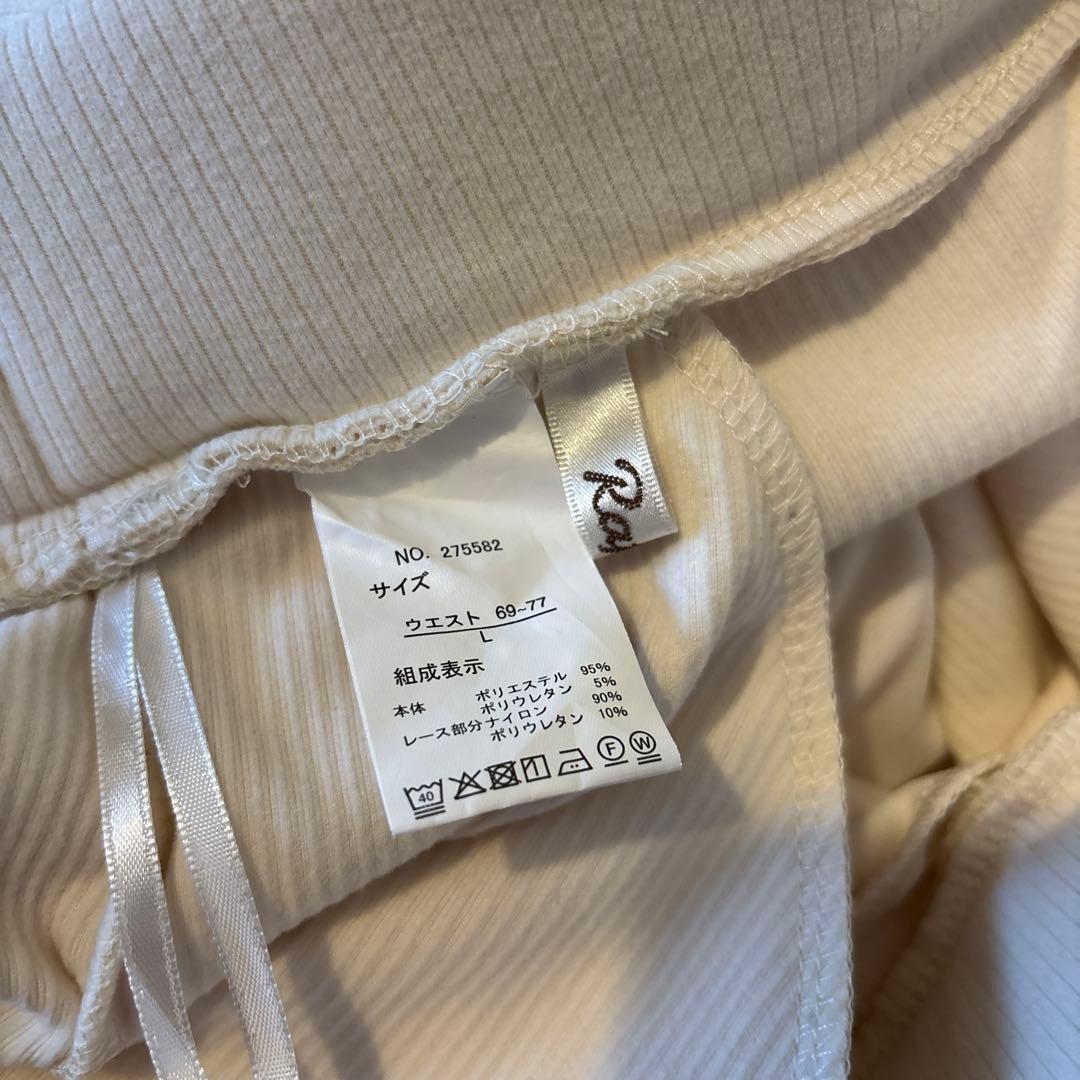 Ra
NO. 275582
サイズ
ウエスト 69~77
L
組成表示
本体 ポリエステル 95%
ポリウレタン 5%
レース部分 ナイロン 90%
ポリウレタン 10%
40 F W